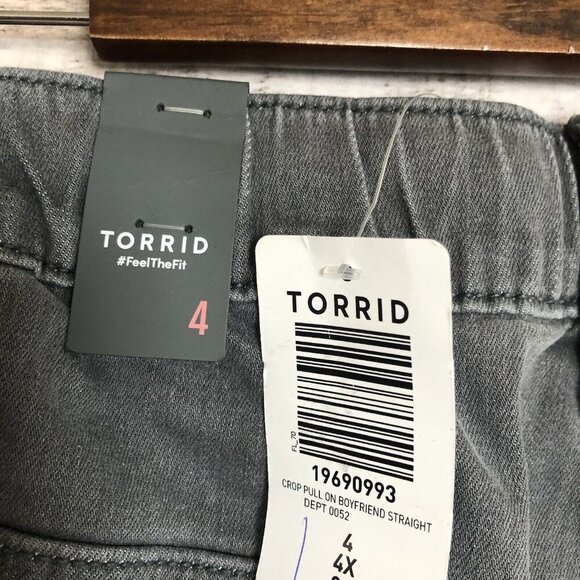 TORRID
#FeelTheFit
4
TORRID
19690993
CROP PULL ON BOYFRIEND STRAIGHT
DEPT 0052
4
4X